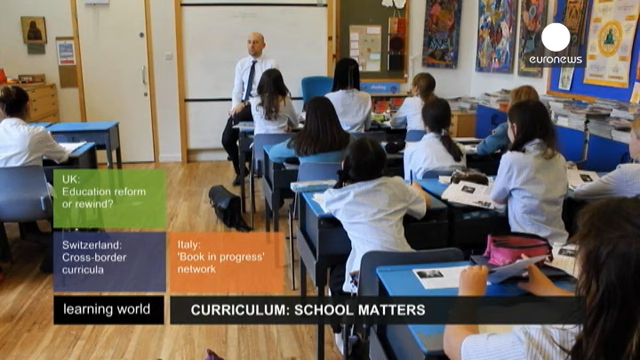 euronews
UK:
Education reform
or rewind?
Switzerland:
Cross-border
curricula
Italy:
'Book in progress'
network
learning world
CURRICULUM: SCHOOL MATTERS